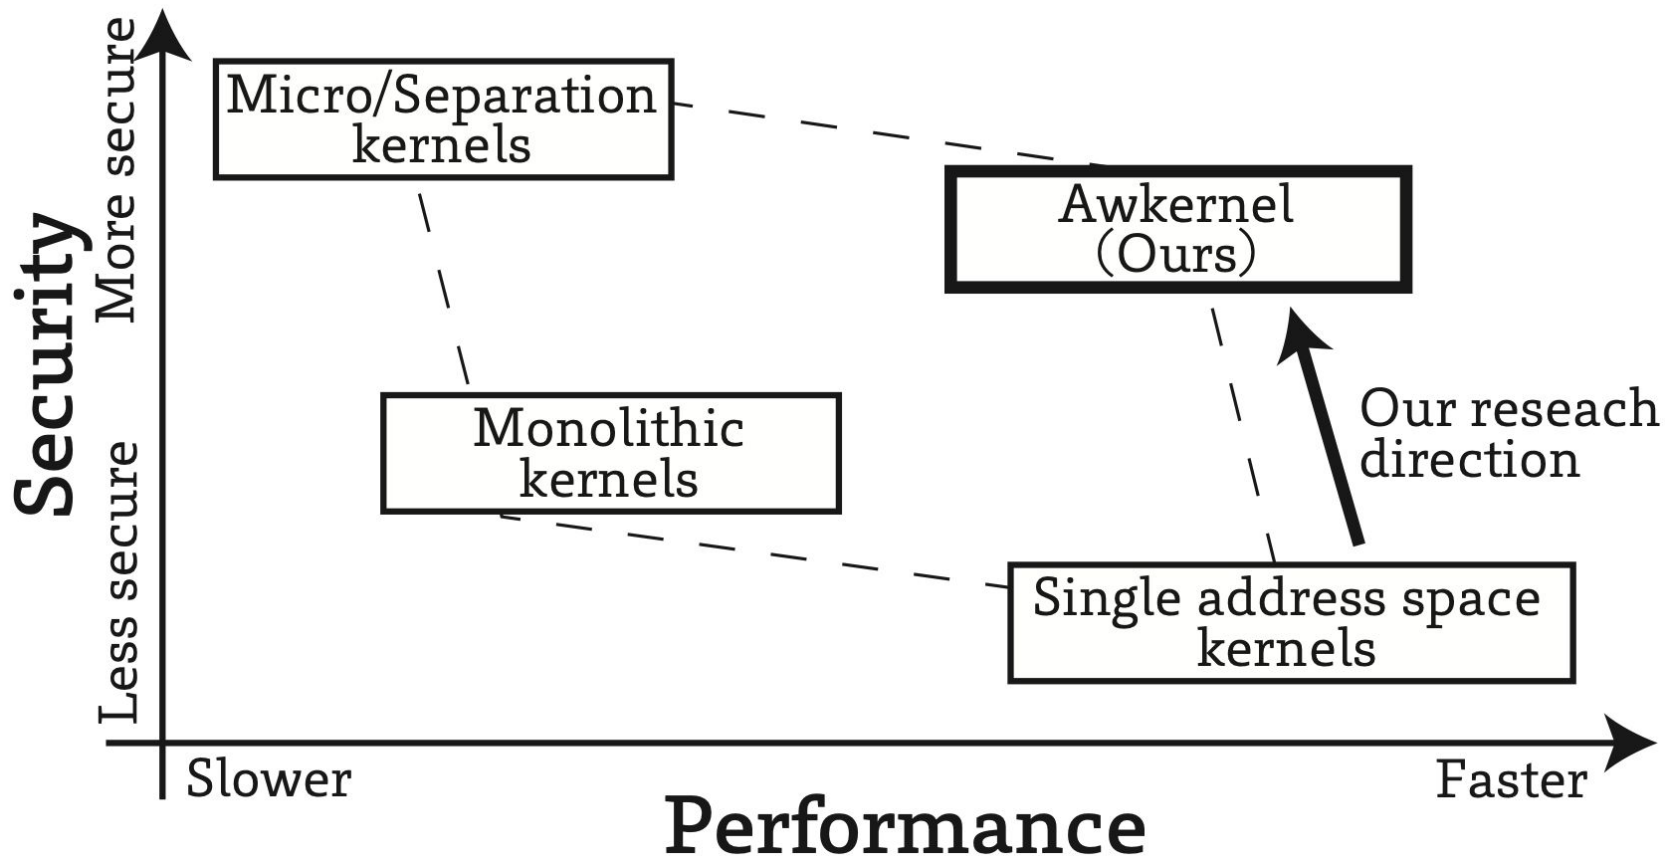 Security
More secure
Less secure
Micro/Separation
kernels
Awkernel
(Ours)
Monolithic
kernels
Our reseach
direction
Single address space
kernels
Slower
Faster
Performance